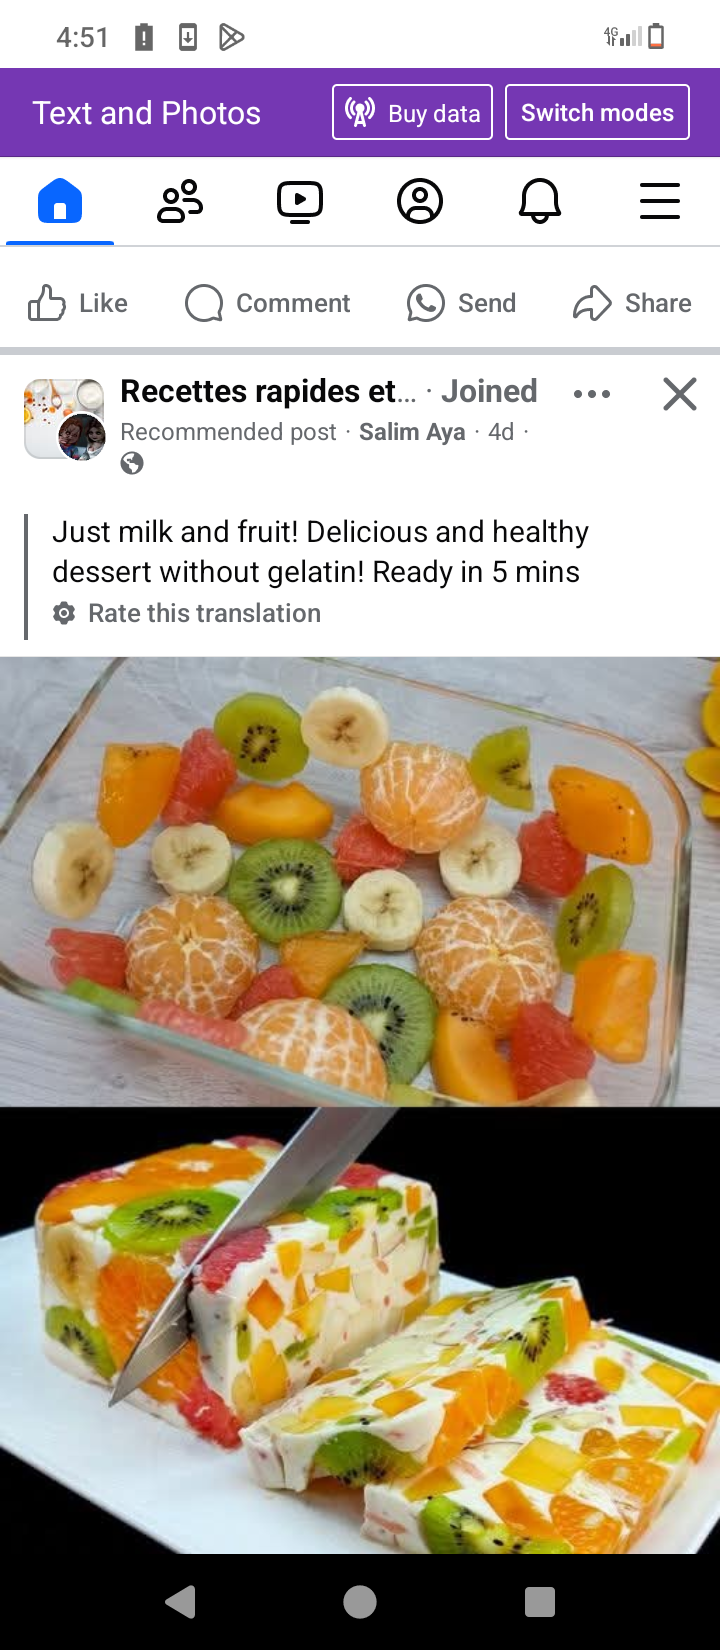 4:51
4G
Text and Photos
Buy data
Switch modes
Like
Comment
Send
Share
Recettes rapides et... · Joined
Recommended post · Salim Aya · 4d ·
Just milk and fruit! Delicious and healthy
dessert without gelatin! Ready in 5 mins
Rate this translation